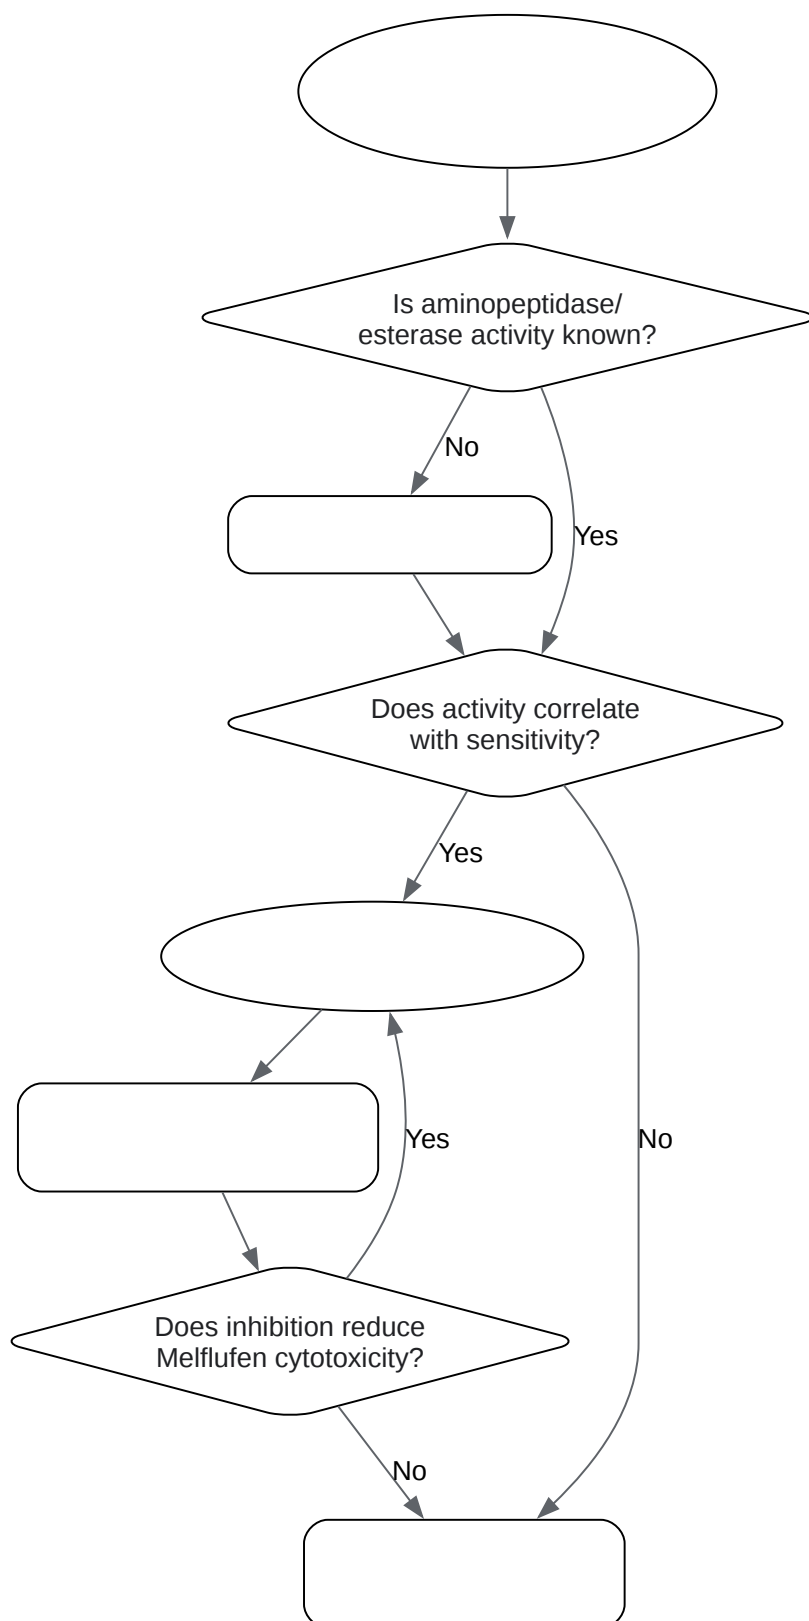 Is aminopeptidase/
esterase activity known?
No
Yes
Does activity correlate
with sensitivity?
Yes
Yes
No
Does inhibition reduce
Melflufen cytotoxicity?
No